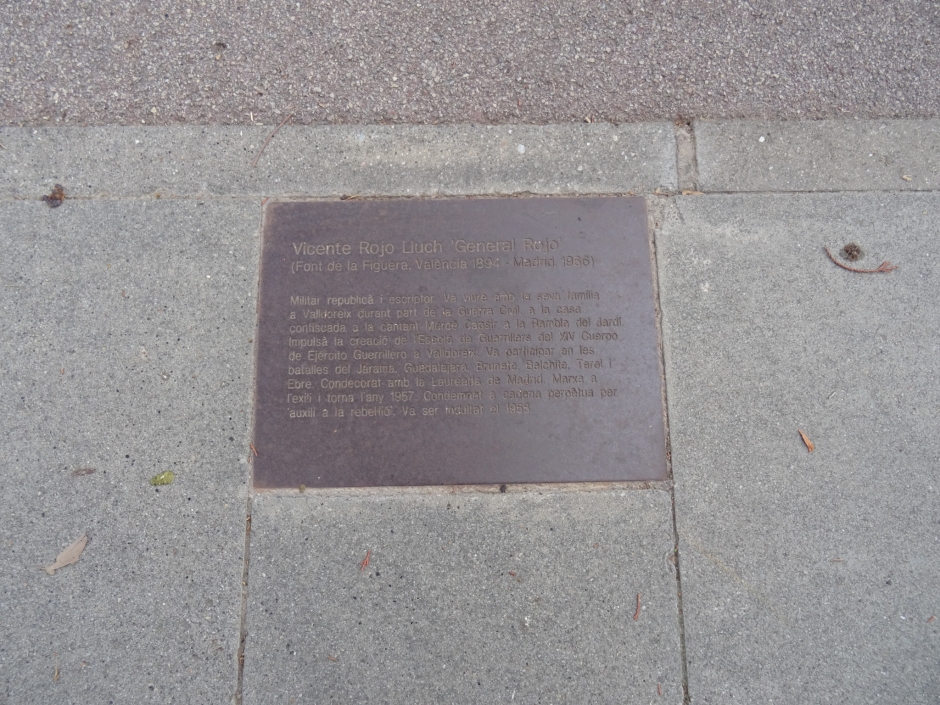 Vicente Rojo Lluch 'General Rojo'
(Font de la Figuera, València 1894 - Madrid, 1966)
Militar republicà i escriptor. Va viure amb la seva família
a Valldoreix durant part de la Guerra Civil, a la casa
confiscada a la cantant Mercè Capsir a la Rambla del Jardí.
Impulsà la creació de l'Escola de Guerrillers del XIV Cuerpo
de Ejército Guerrillero a Valldoreix. Va participar en les
batalles del Jarama, Guadalajara, Brunete, Belchite, Terol i l'
Ebre. Condecorat amb la Laureada de Madrid. Marxa a
l'exili i torna l'any 1957. Condemnat a cadena perpètua per
'auxili a la rebel·lió'. Va ser indultat el 1958.